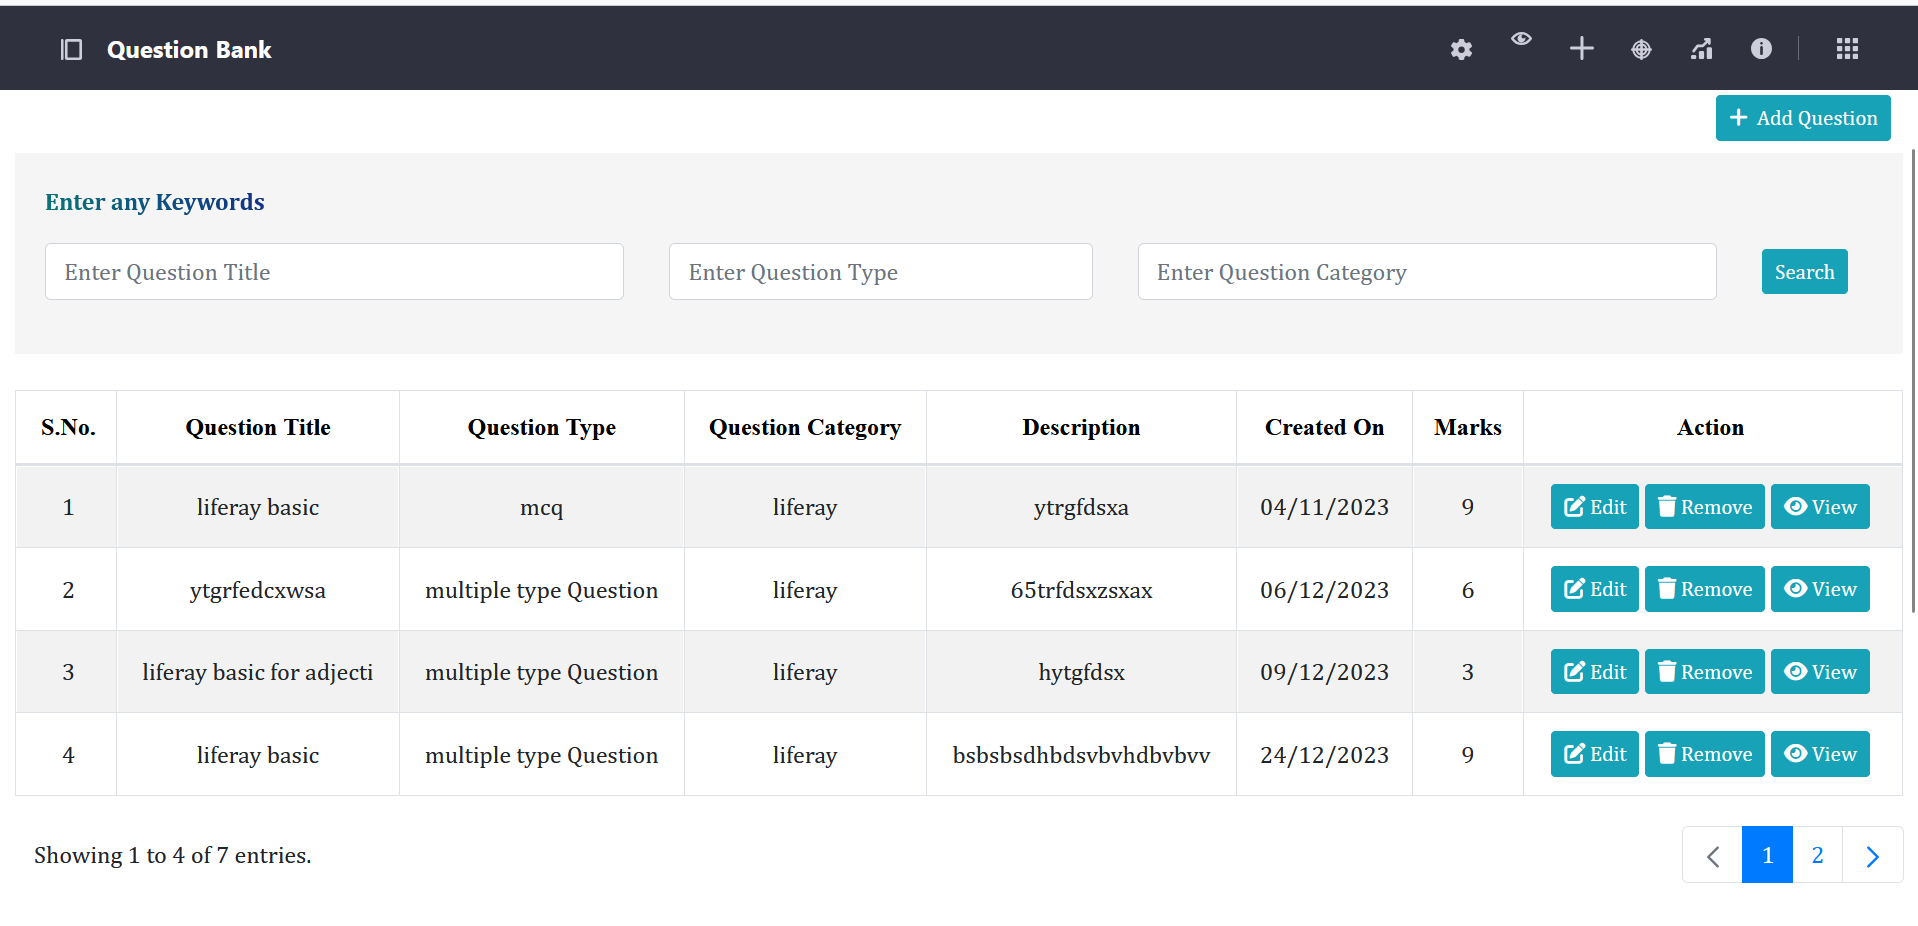 Question Bank
Add Question
Enter any Keywords
Enter Question Title Enter Question Type Enter Question Category Search
S.No. Question Title Question Type Question Category Description Created On Marks Action
1 liferay basic mcq liferay ytrgfdsxa 04/11/2023 9 Edit Remove View
2 ytgrfedcxwsa multiple type Question liferay 65trfdsxzsxax 06/12/2023 6 Edit Remove View
3 liferay basic for adjecti multiple type Question liferay hytgfdsx 09/12/2023 3 Edit Remove View
4 liferay basic multiple type Question liferay bsbsbsdhbdsvbvhdbvbvv 24/12/2023 9 Edit Remove View
Showing 1 to 4 of 7 entries. 1 2